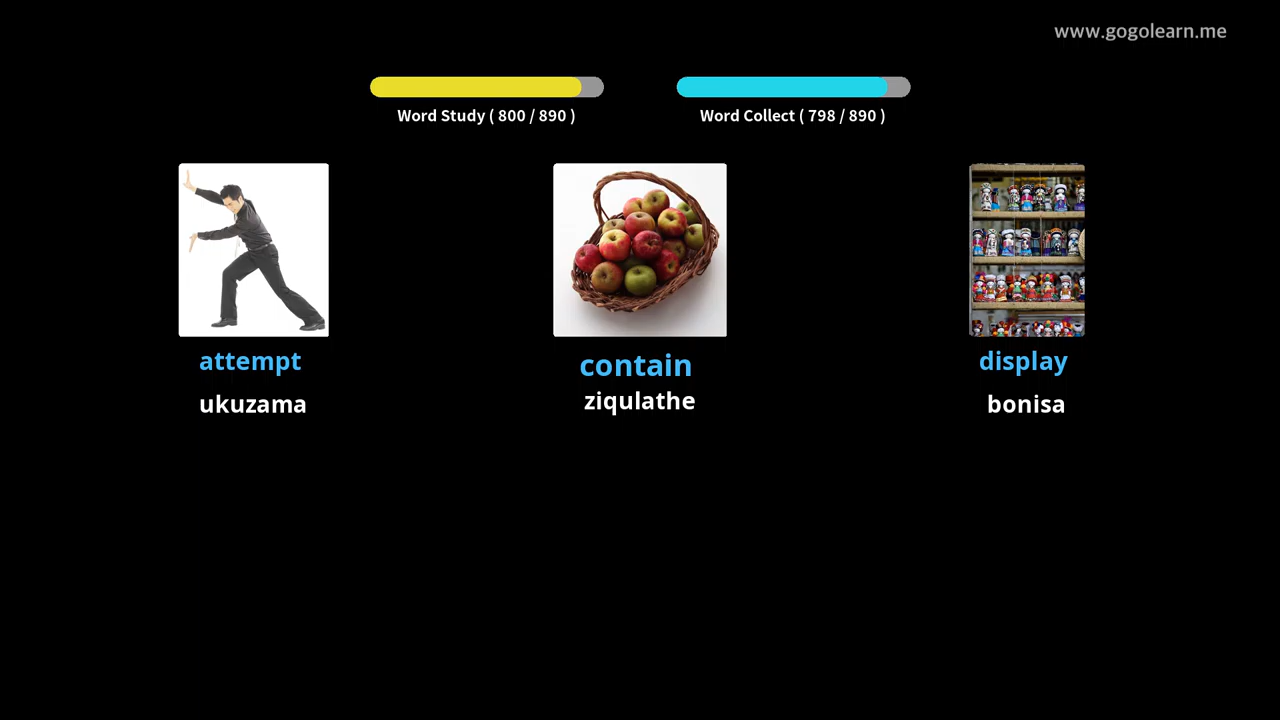 www.gogolearn.me
Word Study ( 800 / 890 )
Word Collect ( 798 / 890 )
attempt
ukuzama
contain
ziqulathe
display
bonisa